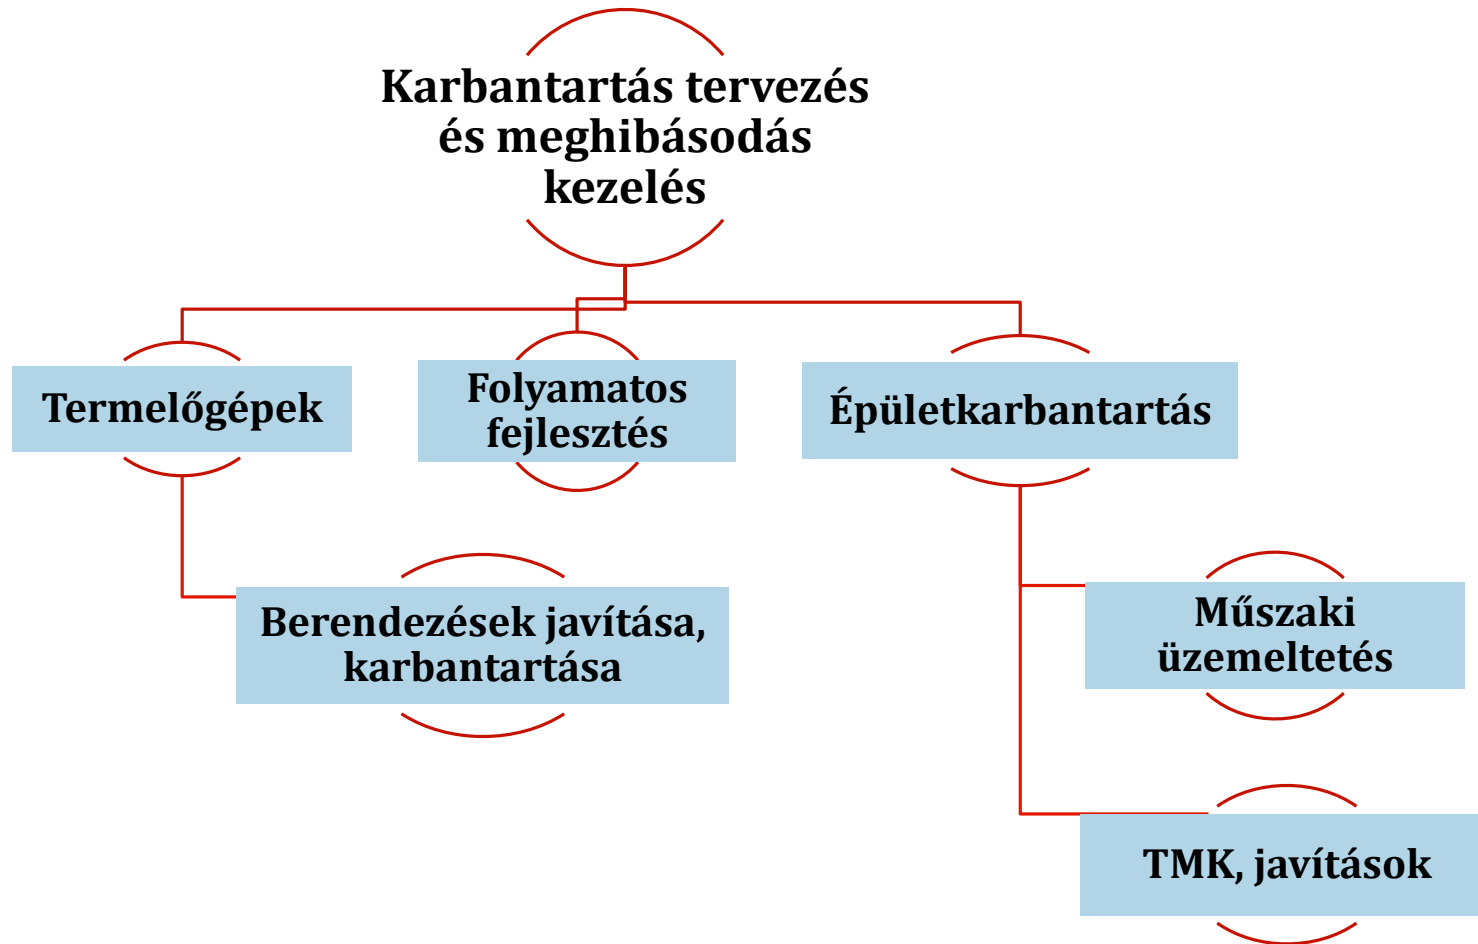 Karbantartás tervezés
és meghibásodás
kezelés
Termelőgépek
Folyamatos
fejlesztés
Épületkarbantartás
Berendezések javítása,
karbantartása
Műszaki
üzemeltetés
TMK, javítások